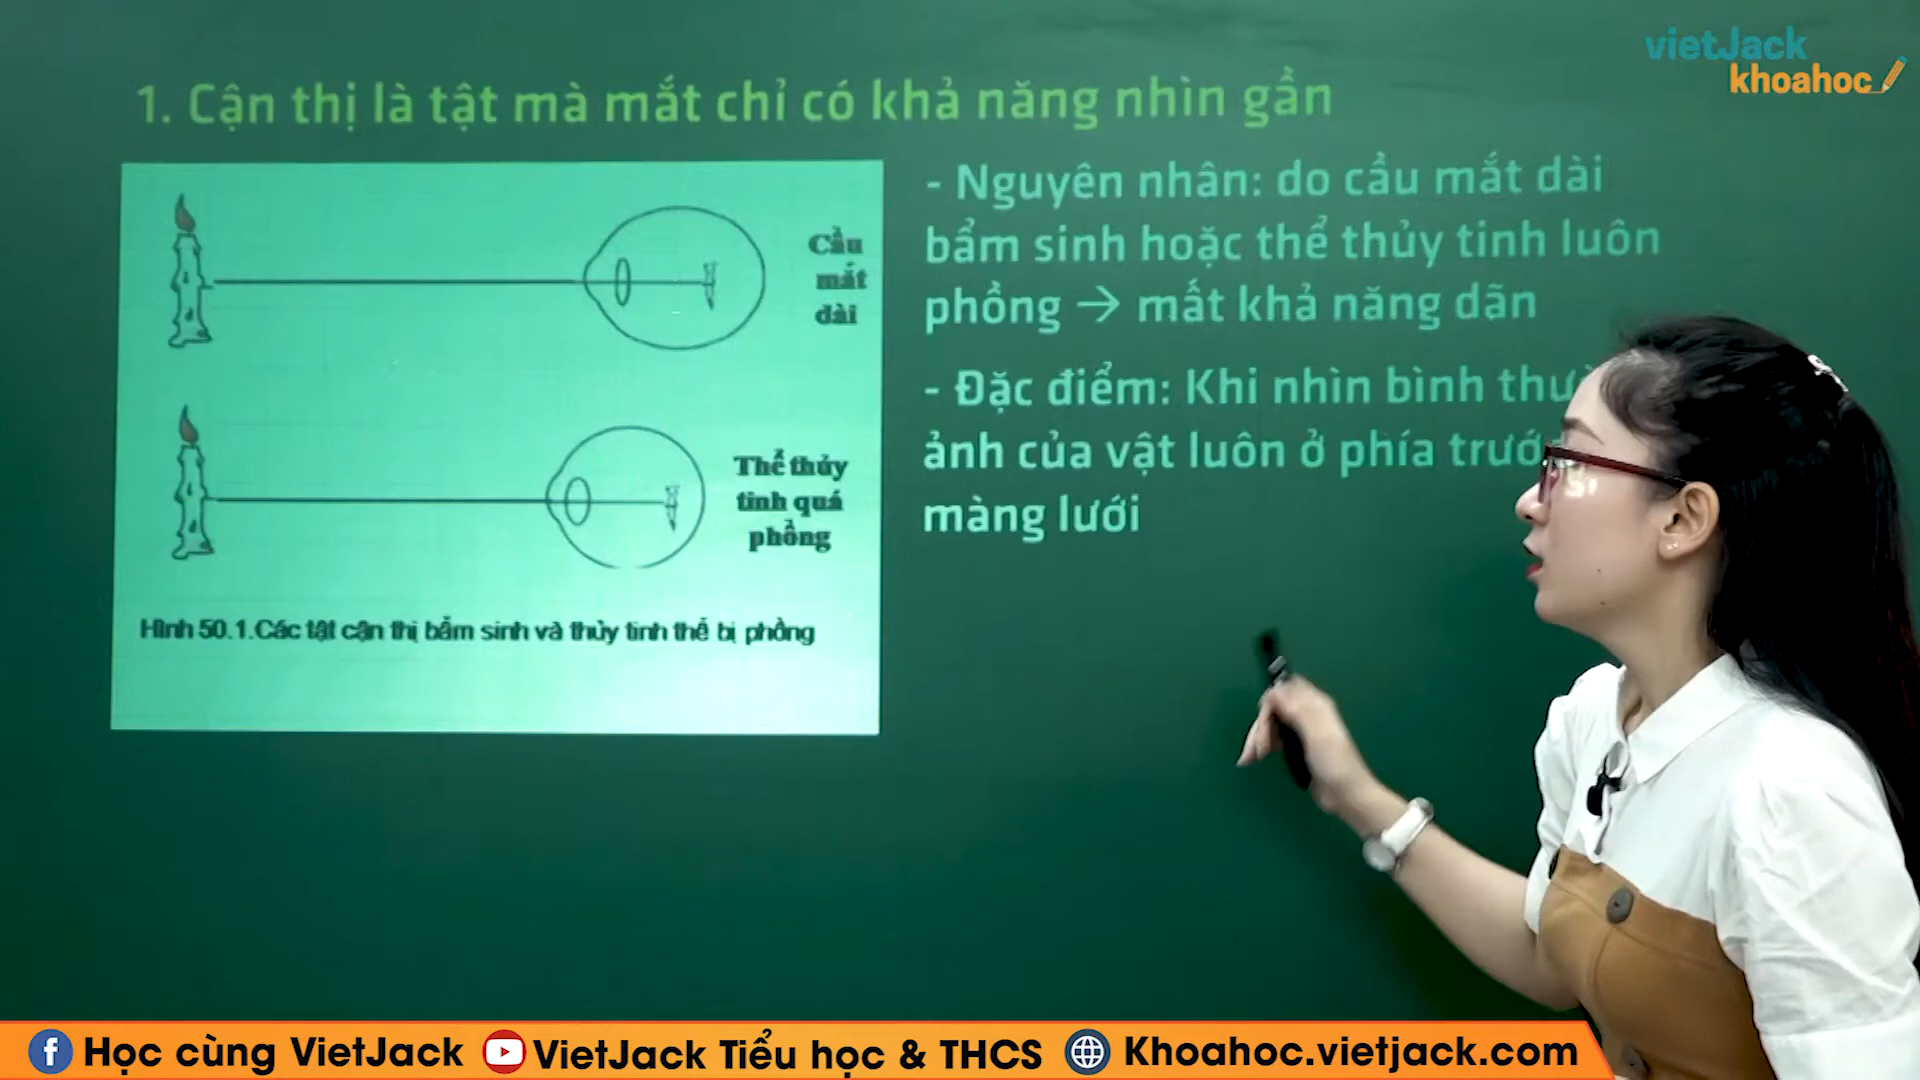 vietJack
khoahoc
1. Cận thị là tật mà mắt chỉ có khả năng nhìn gần
Cầu
mắt
dài
Thể thủy
tinh quá
phồng
Hình 50.1.Các tật cận thị bẩm sinh và thủy tinh thể bị phồng
- Nguyên nhân: do cầu mắt dài
bẩm sinh hoặc thể thủy tinh luôn
phồng → mất khả năng dãn
- Đặc điểm: Khi nhìn bình
ảnh của vật luôn ở phía
màng lưới
Học cùng VietJack
VietJack Tiểu học & THCS
Khoahoc.vietjack.com